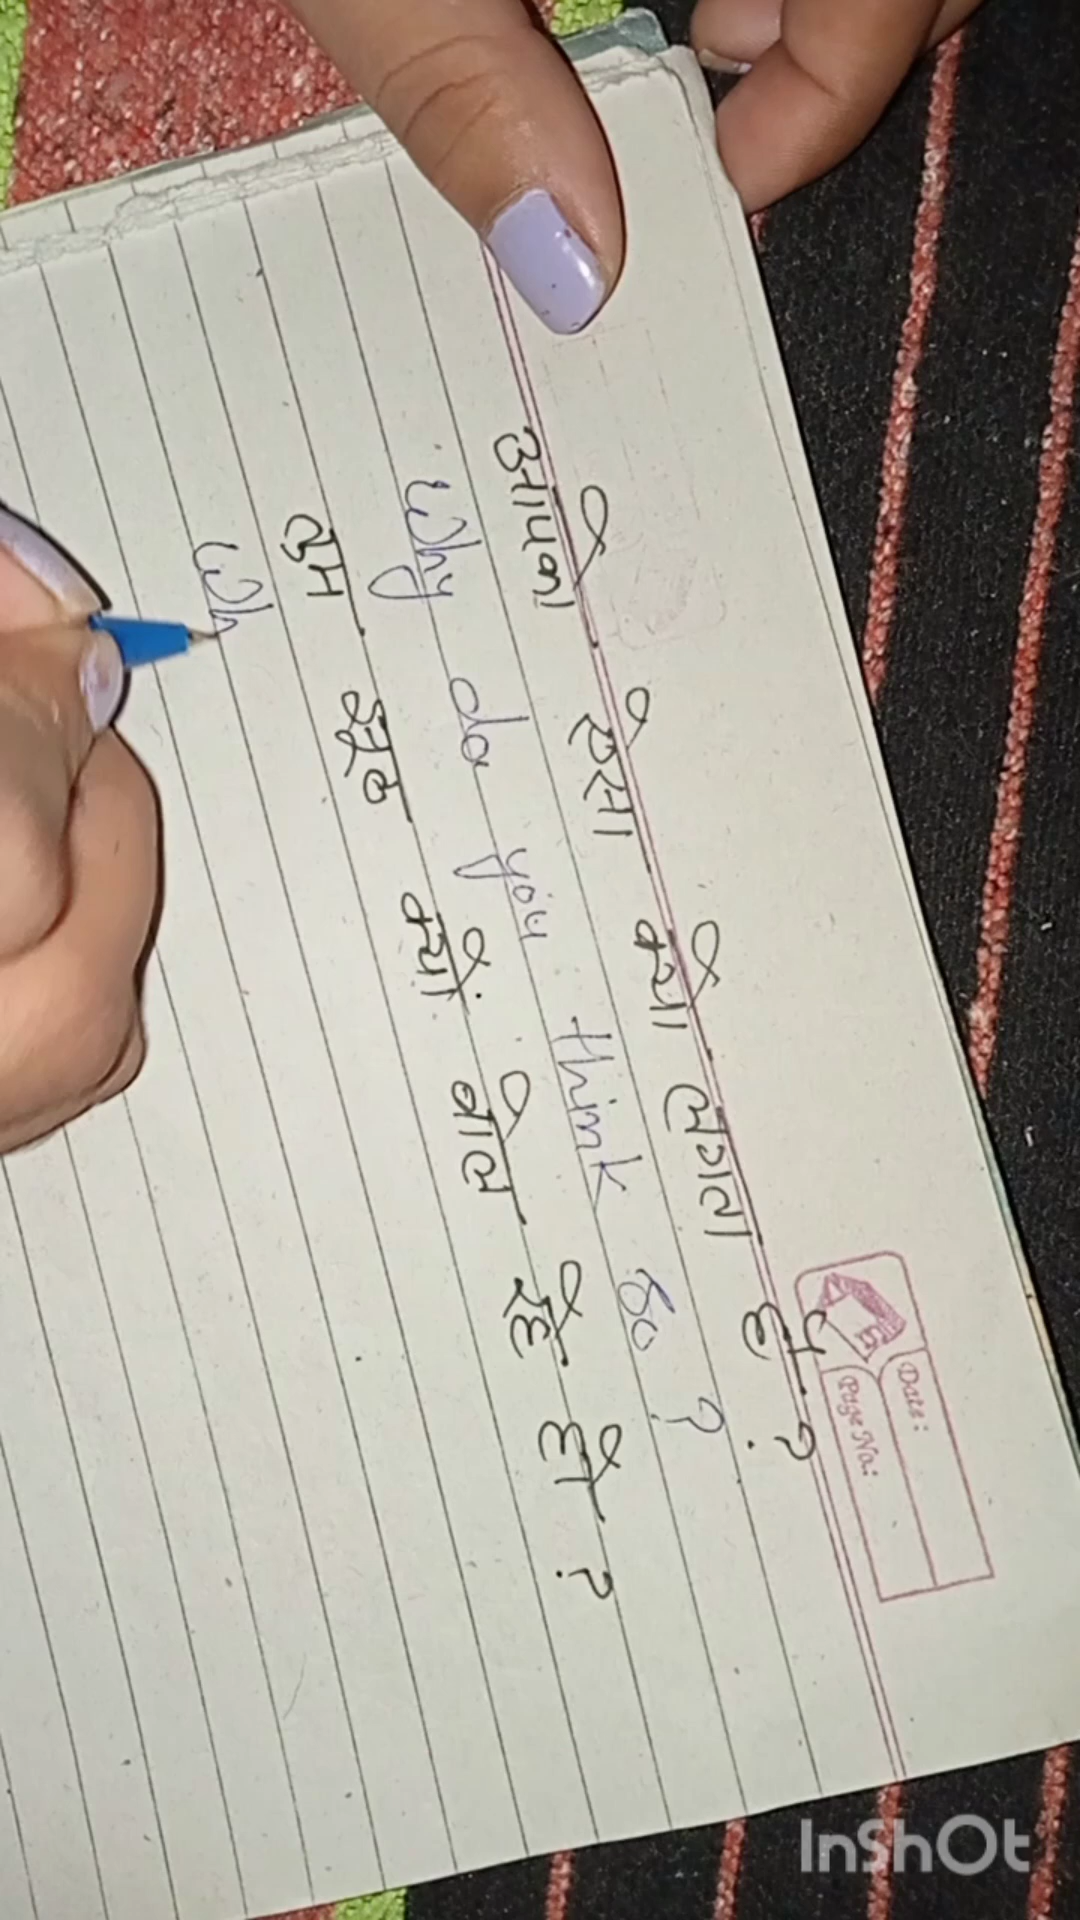 Date:
Page No:
आपको ऐसा क्यो लगता है ?
Why do you think so ?
तुम झूठ क्यों बोल रहे हो ?
Wh
InShOt